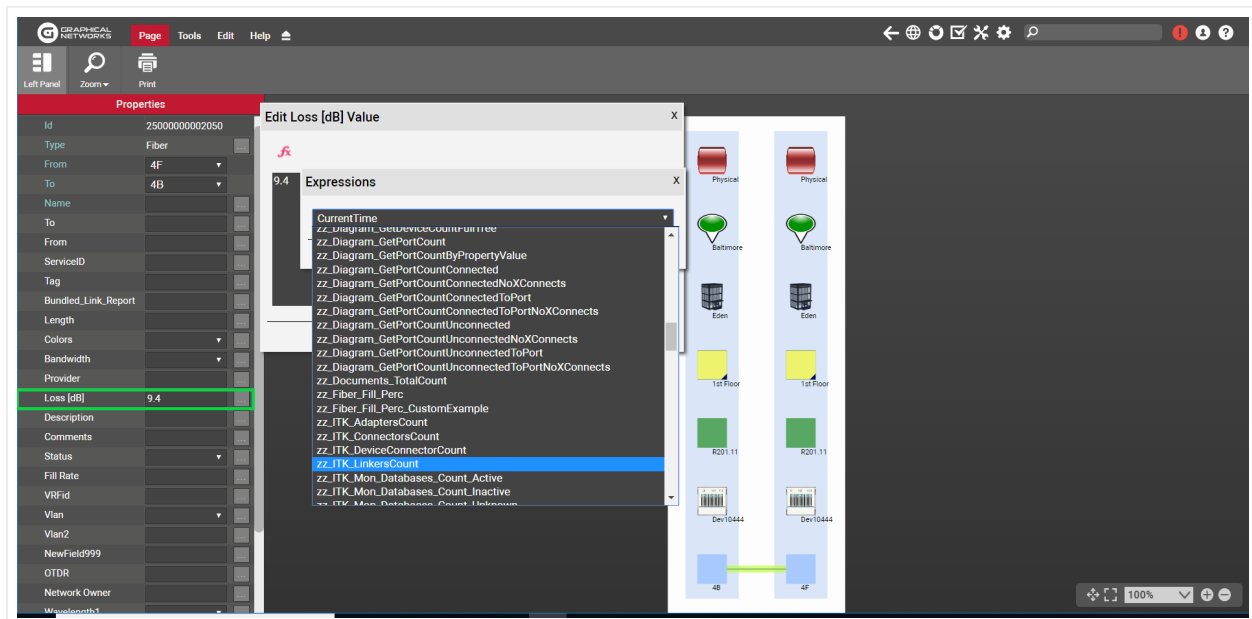 GRAPHICAL
NETWORKS
Page Tools Edit Help
Left Panel Zoom Print
Properties
Id 25000000002050
Type Fiber ...
From 4F
To 4B
Name ...
To ...
From ...
ServiceID ...
Tag ...
Bundled_Link_Report ...
Length ...
Colors ...
Bandwidth ...
Provider ...
Loss [dB] 9.4 ...
Description ...
Comments ...
Status ...
Fill Rate ...
VRFid ...
Vlan ...
Vlan2 ...
NewField999 ...
OTDR ...
Network Owner ...
Wavelength1 ...
Edit Loss [dB] Value x
fx
9.4
Expressions x
CurrentTime
zz_Diagram_GetDeviceCountFullTree
zz_Diagram_GetPortCount
zz_Diagram_GetPortCountByPropertyValue
zz_Diagram_GetPortCountConnected
zz_Diagram_GetPortCountConnectedNoXConnects
zz_Diagram_GetPortCountConnectedToPort
zz_Diagram_GetPortCountConnectedToPortNoXConnects
zz_Diagram_GetPortCountUnconnected
zz_Diagram_GetPortCountUnconnectedNoXConnects
zz_Diagram_GetPortCountUnconnectedToPort
zz_Diagram_GetPortCountUnconnectedToPortNoXConnects
zz_Documents_TotalCount
zz_Fiber_Fill_Perc
zz_Fiber_Fill_Perc_CustomExample
zz_ITK_AdaptersCount
zz_ITK_ConnectorsCount
zz_ITK_DeviceConnectorCount
zz_ITK_LinkersCount
zz_ITK_Mon_Databases_Count_Active
zz_ITK_Mon_Databases_Count_Inactive
zz_ITK_Mon_Databases_Count_Unknown
Physical Physical
Baltimore Baltimore
Eden Eden
1st Floor 1st Floor
R201.11 R201.11
Dev10444 Dev10444
4B 4F
100%